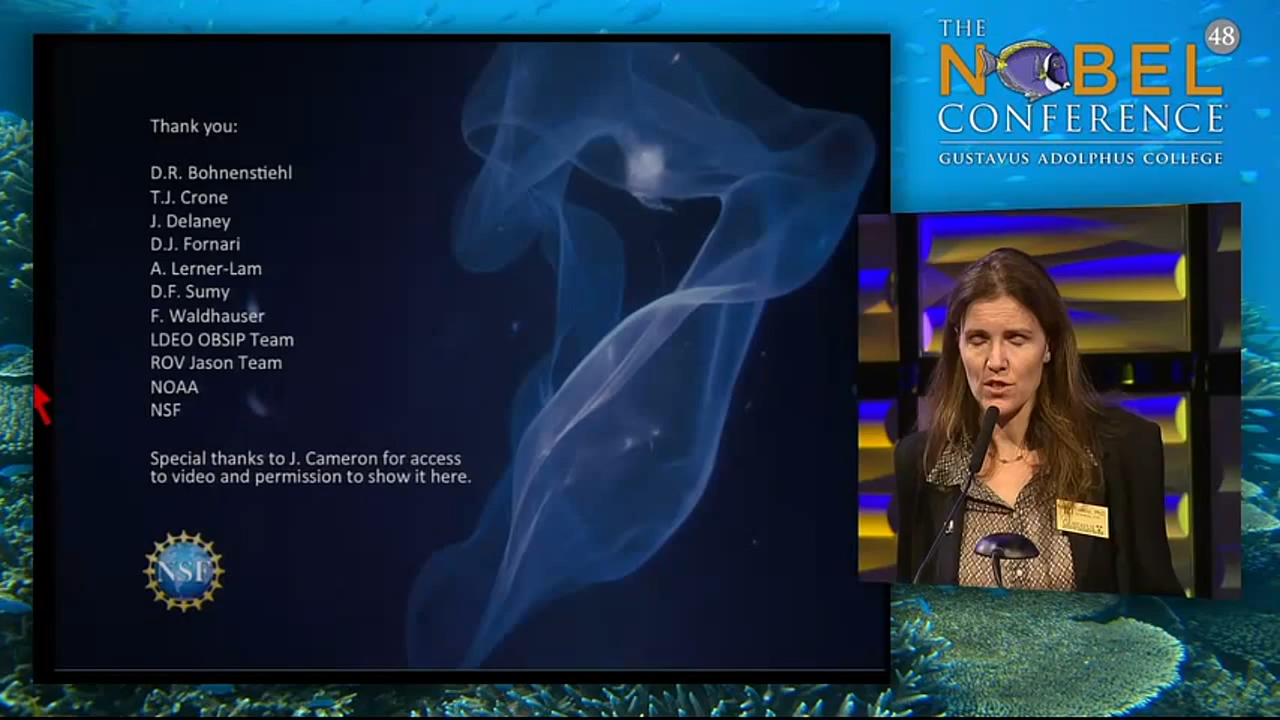 Thank you:
D.R. Bohnenstiehl
T.J. Crone
J. Delaney
D.J. Fornari
A. Lerner-Lam
D.F. Sumy
F. Waldhauser
LDEO OBSIP Team
ROV Jason Team
NOAA
NSF
Special thanks to J. Cameron for access
to video and permission to show it here.
NSF
THE
48
NOBEL
CONFERENCE
GUSTAVUS ADOLPHUS COLLEGE
GUSTAVUS